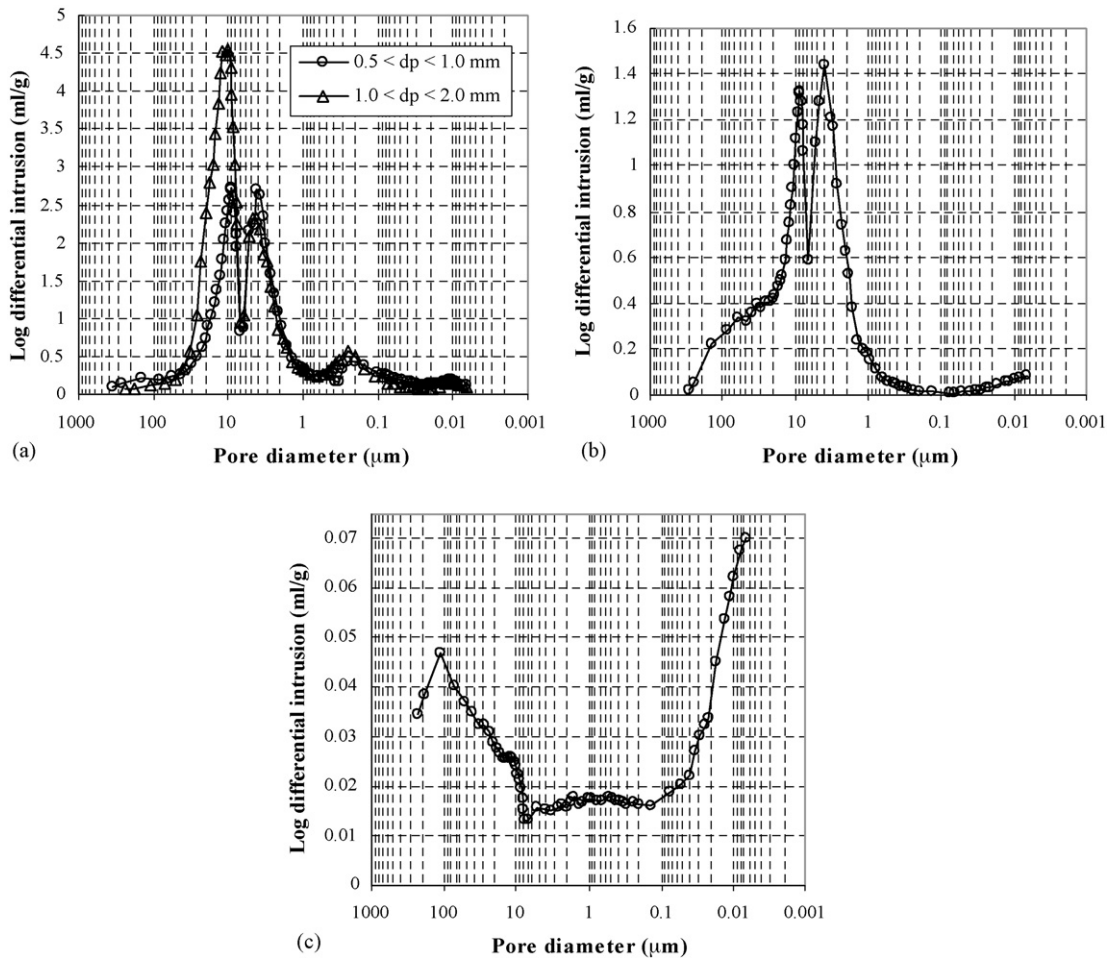 Log differential intrusion (ml/g)
5
4.5
4
3.5
3
2.5
2
1.5
1
0.5
0
0.5 < dp < 1.0 mm
1.0 < dp < 2.0 mm
1000 100 10 1 0.1 0.01 0.001
(a)
Pore diameter (μm)
Log differential intrusion (ml/g)
1.6
1.4
1.2
1
0.8
0.6
0.4
0.2
0
1000 100 10 1 0.1 0.01 0.001
(b)
Pore diameter (μm)
Log differential intrusion (ml/g)
0.07
0.06
0.05
0.04
0.03
0.02
0.01
0
1000 100 10 1 0.1 0.01 0.001
(c)
Pore diameter (μm)